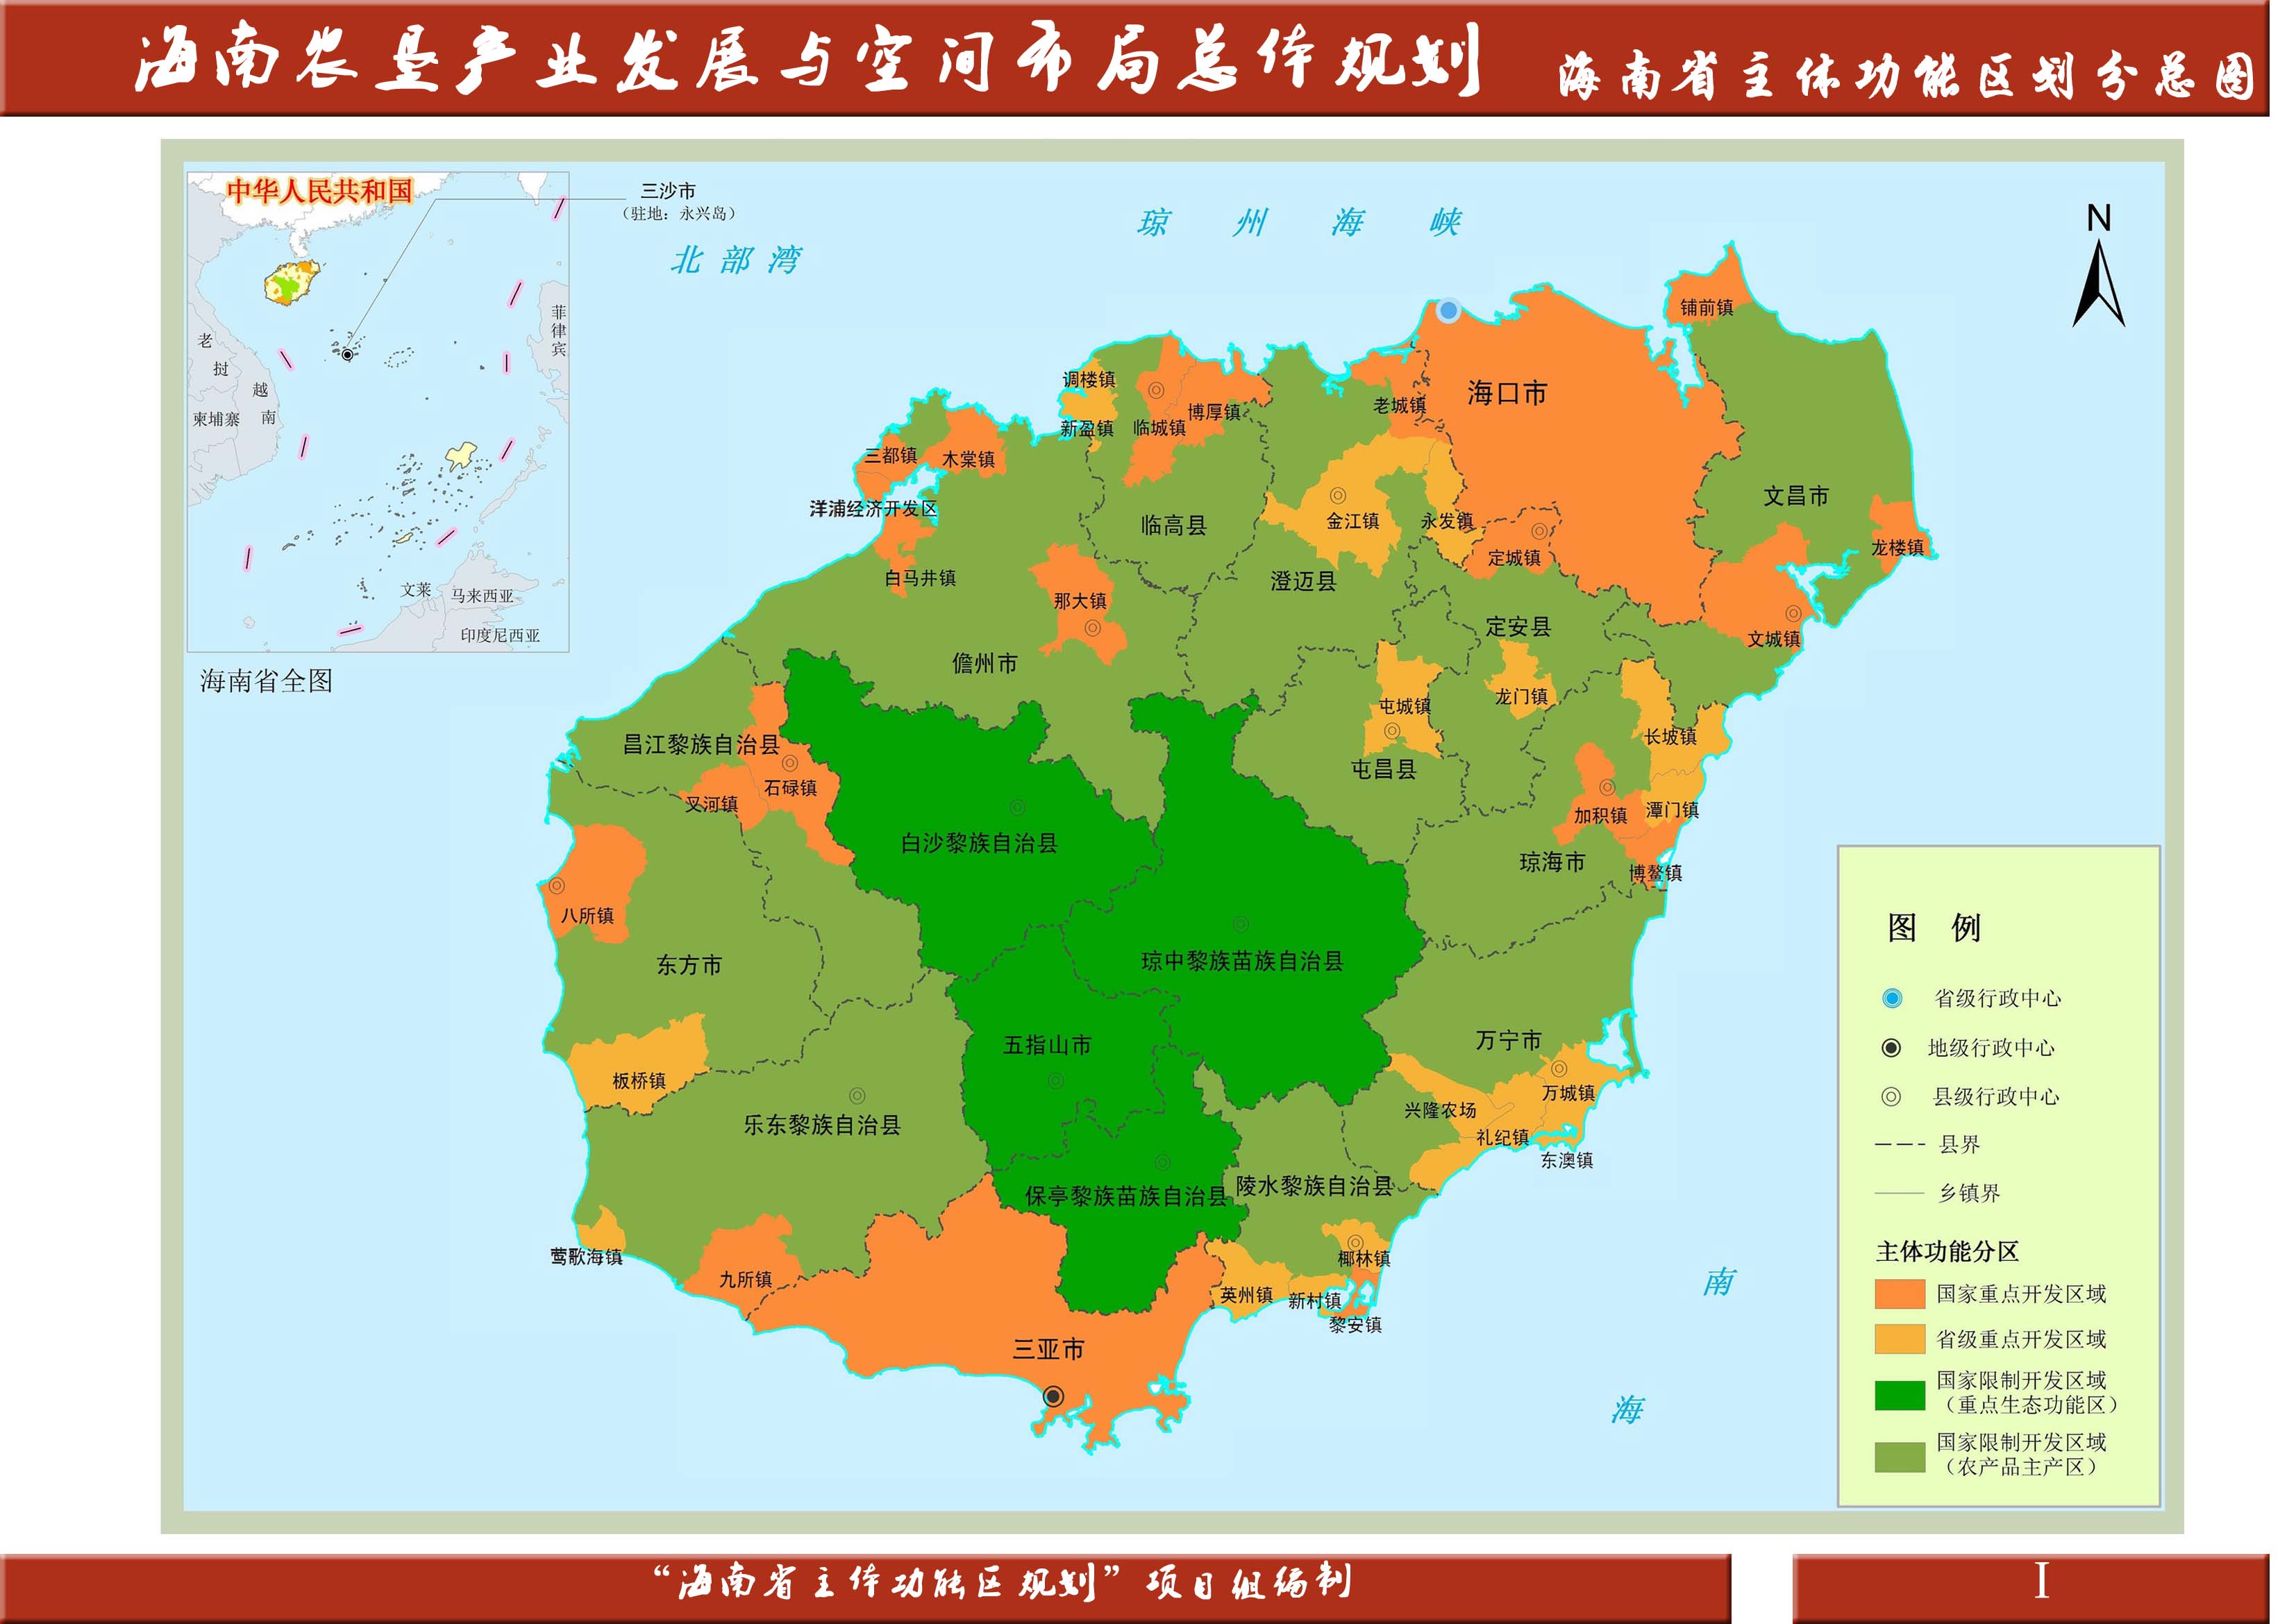 海南农垦产业发展与空间布局总体规划 海南省主体功能区划分总图
中华人民共和国
三沙市
（驻地：永兴岛）
北部湾
琼州海峡
N
菲律宾
老挝
越南
柬埔寨
文莱
马来西亚
印度尼西亚
海南省全图
铺前镇
海口市
调楼镇
新盈镇
临城镇
博厚镇
老城镇
三都镇
木棠镇
洋浦经济开发区
白马井镇
临高县
金江镇
永发镇
定城镇
文昌市
龙楼镇
那大镇
澄迈县
定安县
文城镇
儋州市
屯城镇
龙门镇
长坡镇
昌江黎族自治县
石碌镇
叉河镇
屯昌县
加积镇
潭门镇
白沙黎族自治县
琼海市
博鳌镇
八所镇
东方市
琼中黎族苗族自治县
五指山市
万宁市
板桥镇
万城镇
兴隆农场
礼纪镇
东澳镇
乐东黎族自治县
保亭黎族苗族自治县
陵水黎族自治县
莺歌海镇
九所镇
椰林镇
英州镇
新村镇
黎安镇
三亚市
南
海
图 例
省级行政中心
地级行政中心
县级行政中心
县界
乡镇界
主体功能分区
国家重点开发区域
省级重点开发区域
国家限制开发区域
（重点生态功能区）
国家限制开发区域
（农产品主产区）
“海南省主体功能区规划”项目组编制
I